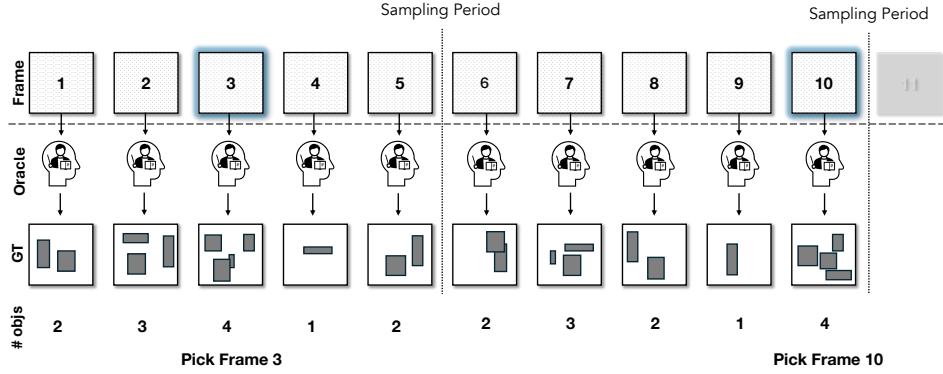 Sampling Period
Sampling Period
Frame
1 2 3 4 5 6 7 8 9 10 11
Oracle
GT
# objs
2 3 4 1 2 2 3 2 1 4
Pick Frame 3
Pick Frame 10